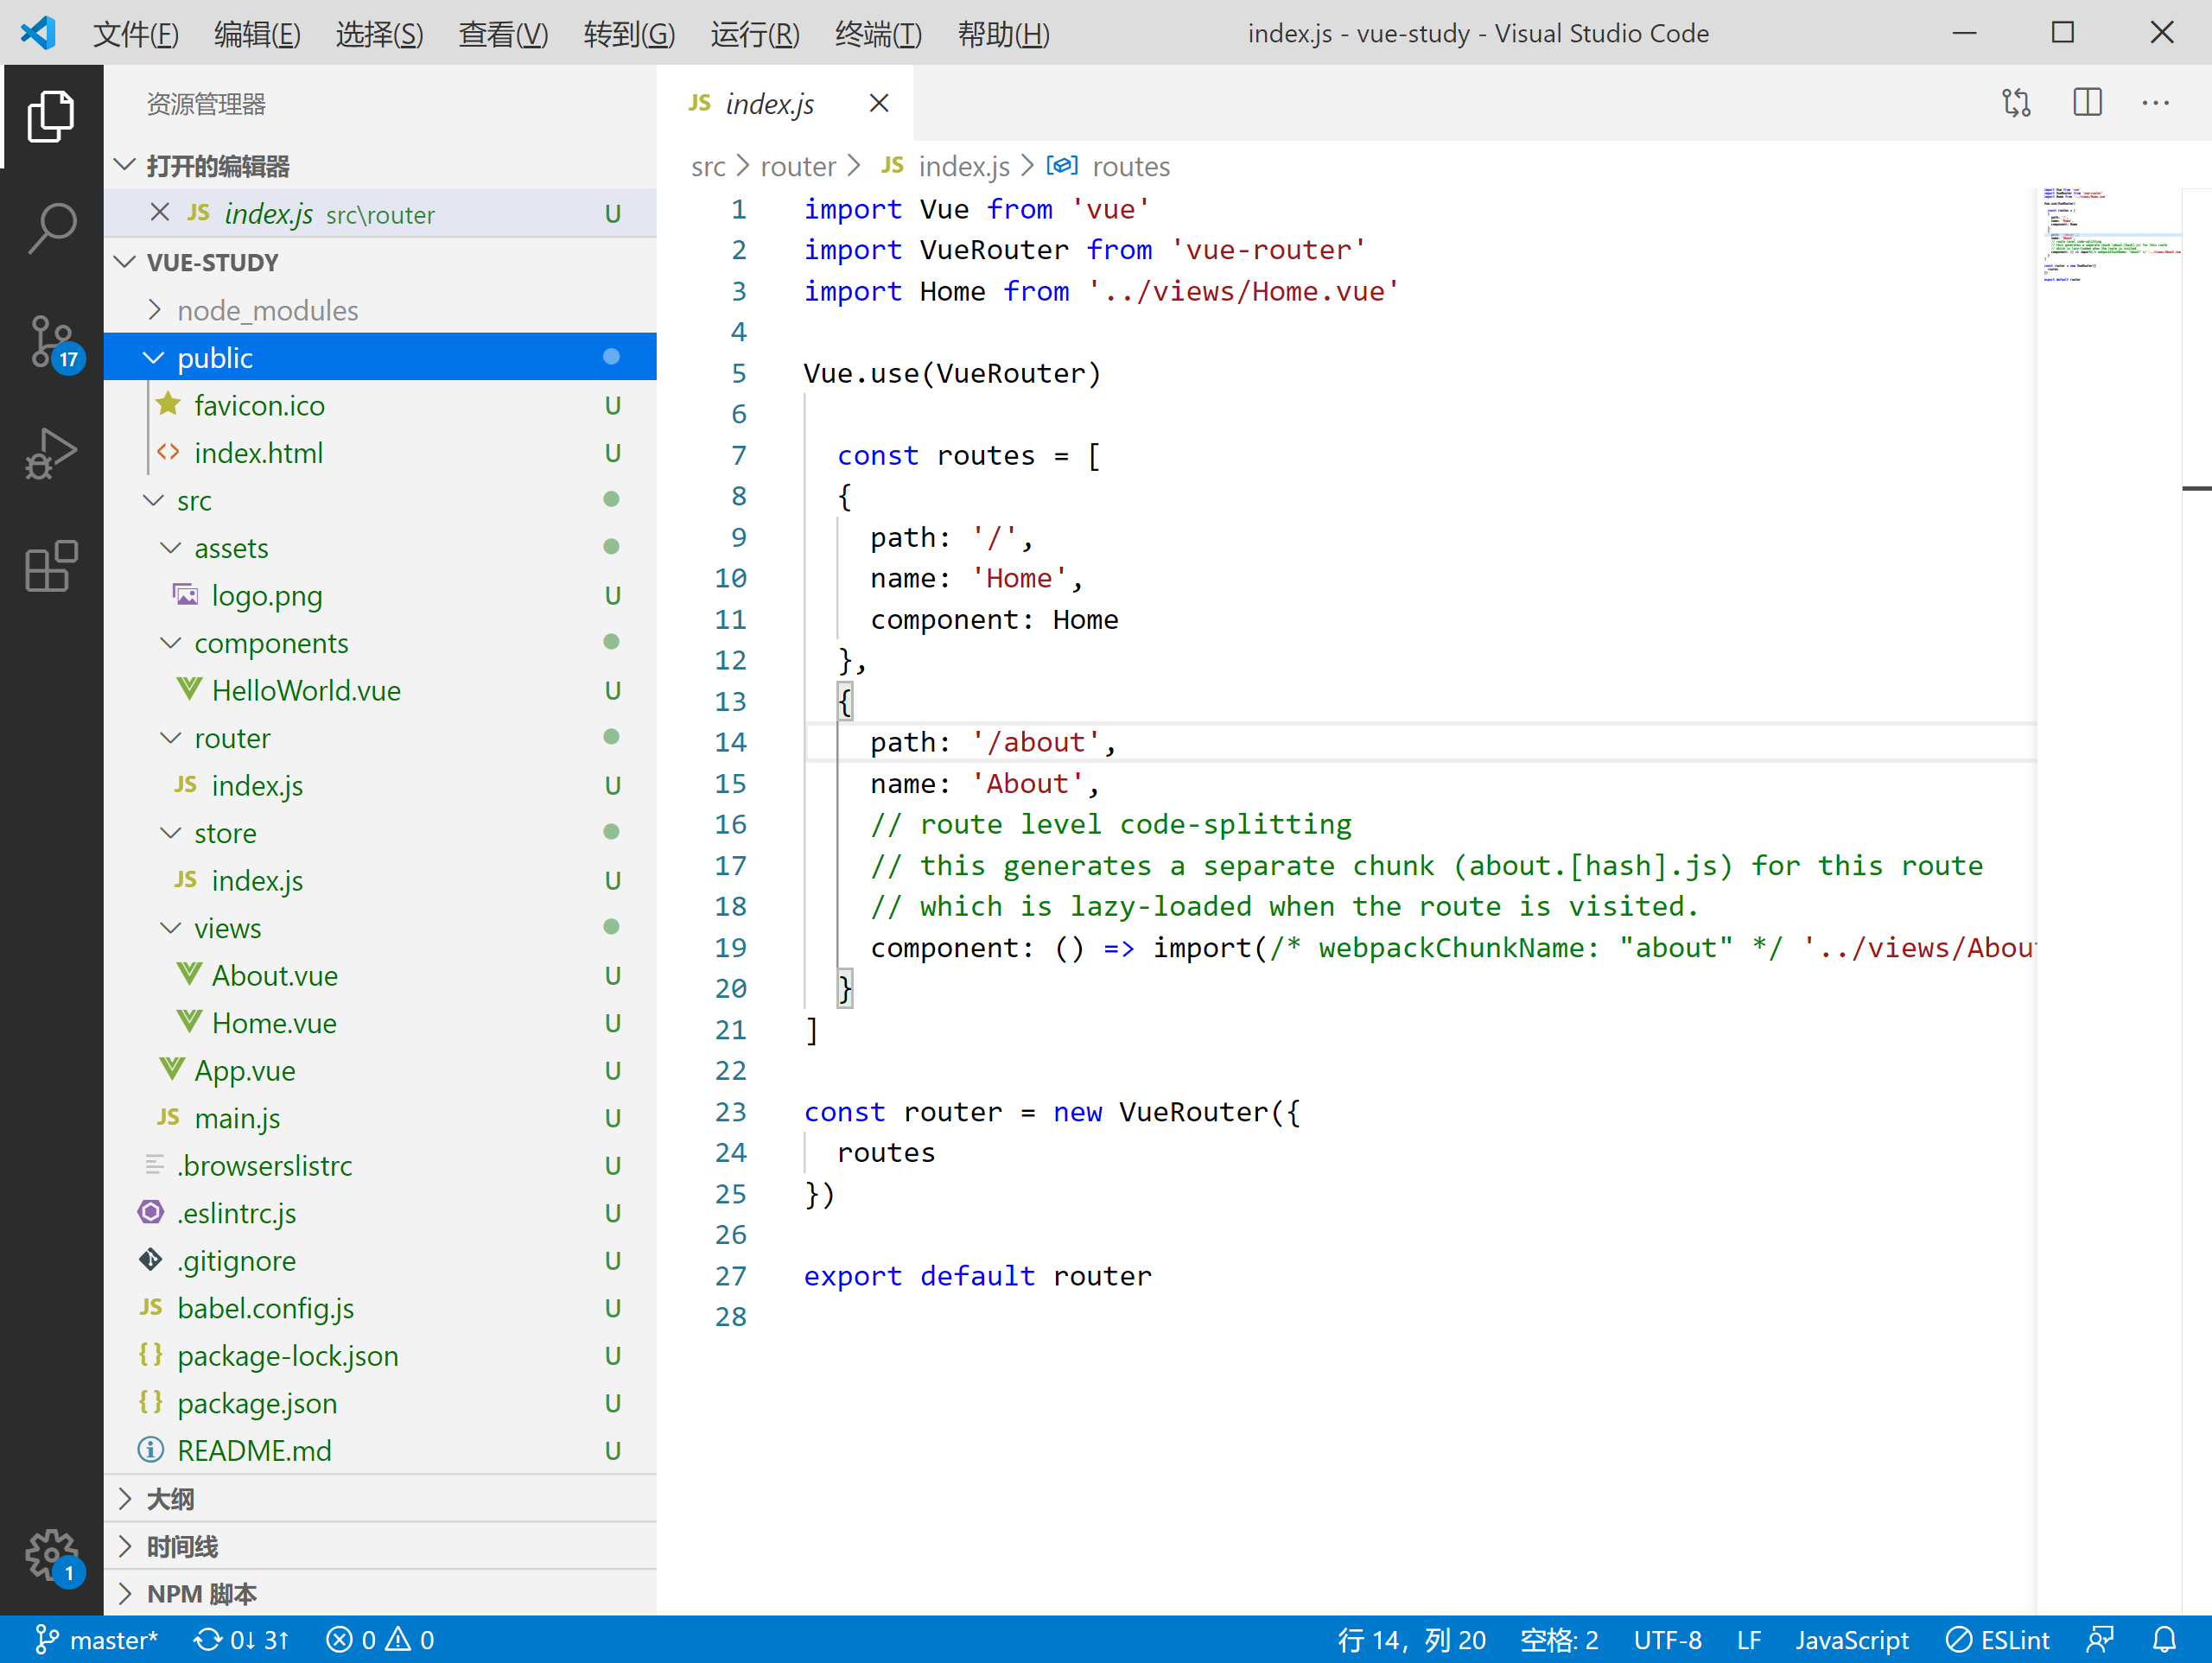 文件(F) 编辑(E) 选择(S) 查看(V) 转到(G) 运行(R) 终端(T) 帮助(H) index.js - vue-study - Visual Studio Code
资源管理器
打开的编辑器
JS index.js src\router U
VUE-STUDY
node_modules
public
favicon.ico U
index.html U
src
assets
logo.png U
components
HelloWorld.vue U
router
JS index.js U
store
JS index.js U
views
About.vue U
Home.vue U
App.vue U
JS main.js U
.browserslistrc U
.eslintrc.js U
.gitignore U
JS babel.config.js U
{} package-lock.json U
{} package.json U
README.md U
大纲
时间线
NPM 脚本
17
1
JS index.js
src > router > JS index.js > routes
1 import Vue from 'vue'
2 import VueRouter from 'vue-router'
3 import Home from '../views/Home.vue'
4
5 Vue.use(VueRouter)
6
7 const routes = [
8 {
9 path: '/',
10 name: 'Home',
11 component: Home
12 },
13 {
14 path: '/about',
15 name: 'About',
16 // route level code-splitting
17 // this generates a separate chunk (about.[hash].js) for this route
18 // which is lazy-loaded when the route is visited.
19 component: () => import(/* webpackChunkName: "about" */ '../views/Abou
20 }
21 ]
22
23 const router = new VueRouter({
24 routes
25 })
26
27 export default router
28
master* 0↓ 3↑ 0 0 行 14，列 20 空格: 2 UTF-8 LF JavaScript ESLint